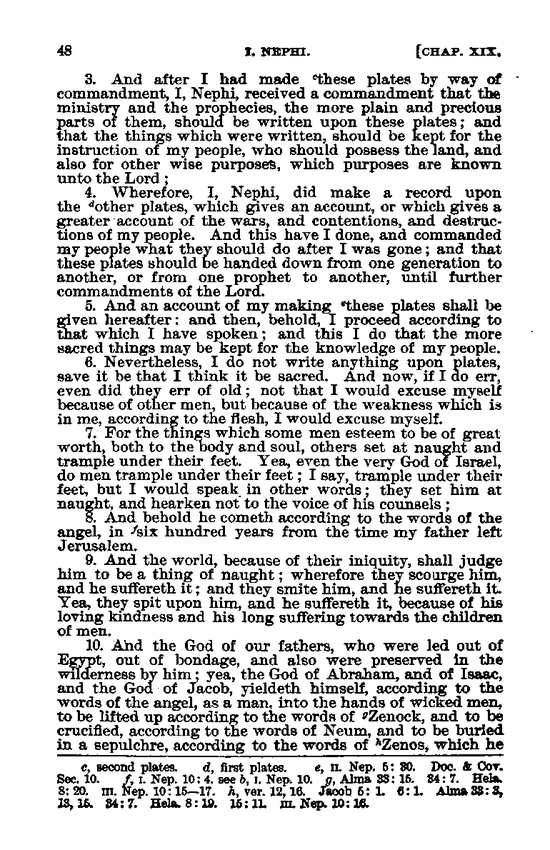 48 I. NEPHI. [CHAP. XIX.
3. And after I had made ᶜthese plates by way of
commandment, I, Nephi, received a commandment that the
ministry and the prophecies, the more plain and precious
parts of them, should be written upon these plates; and
that the things which were written, should be kept for the
instruction of my people, who should possess the land, and
also for other wise purposes, which purposes are known
unto the Lord;
4. Wherefore, I, Nephi, did make a record upon
the ᵈother plates, which gives an account, or which gives a
greater account of the wars, and contentions, and destruc-
tions of my people. And this have I done, and commanded
my people what they should do after I was gone; and that
these plates should be handed down from one generation to
another, or from one prophet to another, until further
commandments of the Lord.
5. And an account of my making ᵉthese plates shall be
given hereafter: and then, behold, I proceed according to
that which I have spoken; and this I do that the more
sacred things may be kept for the knowledge of my people.
6. Nevertheless, I do not write anything upon plates,
save it be that I think it be sacred. And now, if I do err,
even did they err of old; not that I would excuse myself
because of other men, but because of the weakness which is
in me, according to the flesh, I would excuse myself.
7. For the things which some men esteem to be of great
worth, both to the body and soul, others set at naught and
trample under their feet. Yea, even the very God of Israel,
do men trample under their feet; I say, trample under their
feet, but I would speak in other words; they set him at
naught, and hearken not to the voice of his counsels;
8. And behold he cometh according to the words of the
angel, in ᶠsix hundred years from the time my father left
Jerusalem.
9. And the world, because of their iniquity, shall judge
him to be a thing of naught; wherefore they scourge him,
and he suffereth it; and they smite him, and he suffereth it.
Yea, they spit upon him, and he suffereth it, because of his
loving kindness and his long suffering towards the children
of men.
10. And the God of our fathers, who were led out of
Egypt, out of bondage, and also were preserved in the
wilderness by him; yea, the God of Abraham, and of Isaac,
and the God of Jacob, yieldeth himself, according to the
words of the angel, as a man, into the hands of wicked men,
to be lifted up according to the words of ᵍZenock, and to be
crucified, according to the words of Neum, and to be buried
in a sepulchre, according to the words of ʰZenos, which he
c, second plates. d, first plates. e, II. Nep. 5:30. Doc. & Cov.
Sec. 10. f, I. Nep. 10:4. see b, I. Nep. 10. g, Alma 33:15. 34:7. Hela.
8:20. III. Nep. 10:15—17. h, ver. 12, 16. Jacob 5:1. 6:1. Alma 33:3,
13, 15. 34:7. Hela. 8:19. 15:11. III. Nep. 10:16.